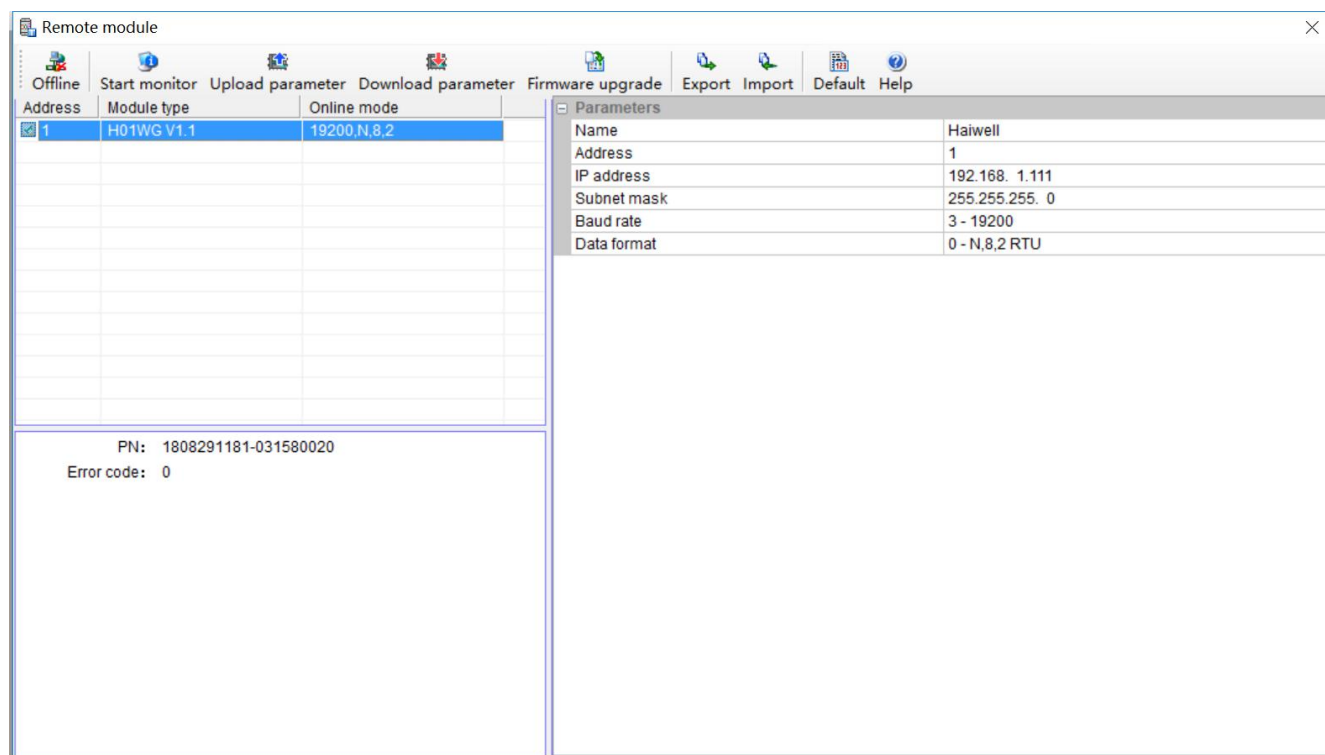 Remote module
Offline Start monitor Upload parameter Download parameter Firmware upgrade Export Import Default Help
Address Module type Online mode
1 H01WG V1.1 19200,N,8,2
PN: 1808291181-031580020
Error code: 0
Parameters
Name Haiwell
Address 1
IP address 192.168. 1.111
Subnet mask 255.255.255. 0
Baud rate 3 - 19200
Data format 0 - N,8,2 RTU